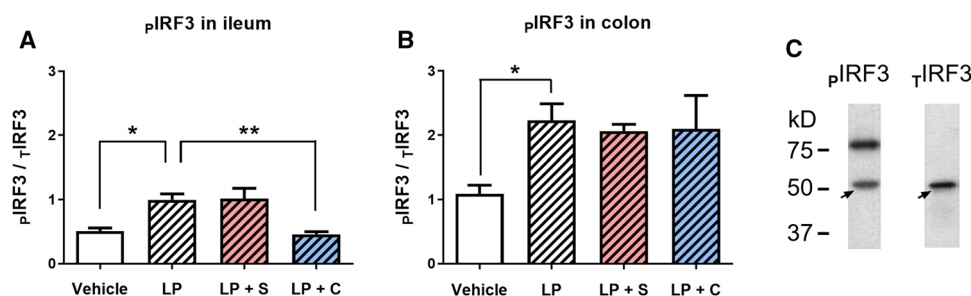 A
PIRF3 in ileum
PIRF3 / TIRF3
3
2
1
0
*
**
Vehicle LP LP + S LP + C
B
PIRF3 in colon
PIRF3 / TIRF3
3
2
1
0
*
Vehicle LP LP + S LP + C
C
PIRF3 TIRF3
kD
75
50
37